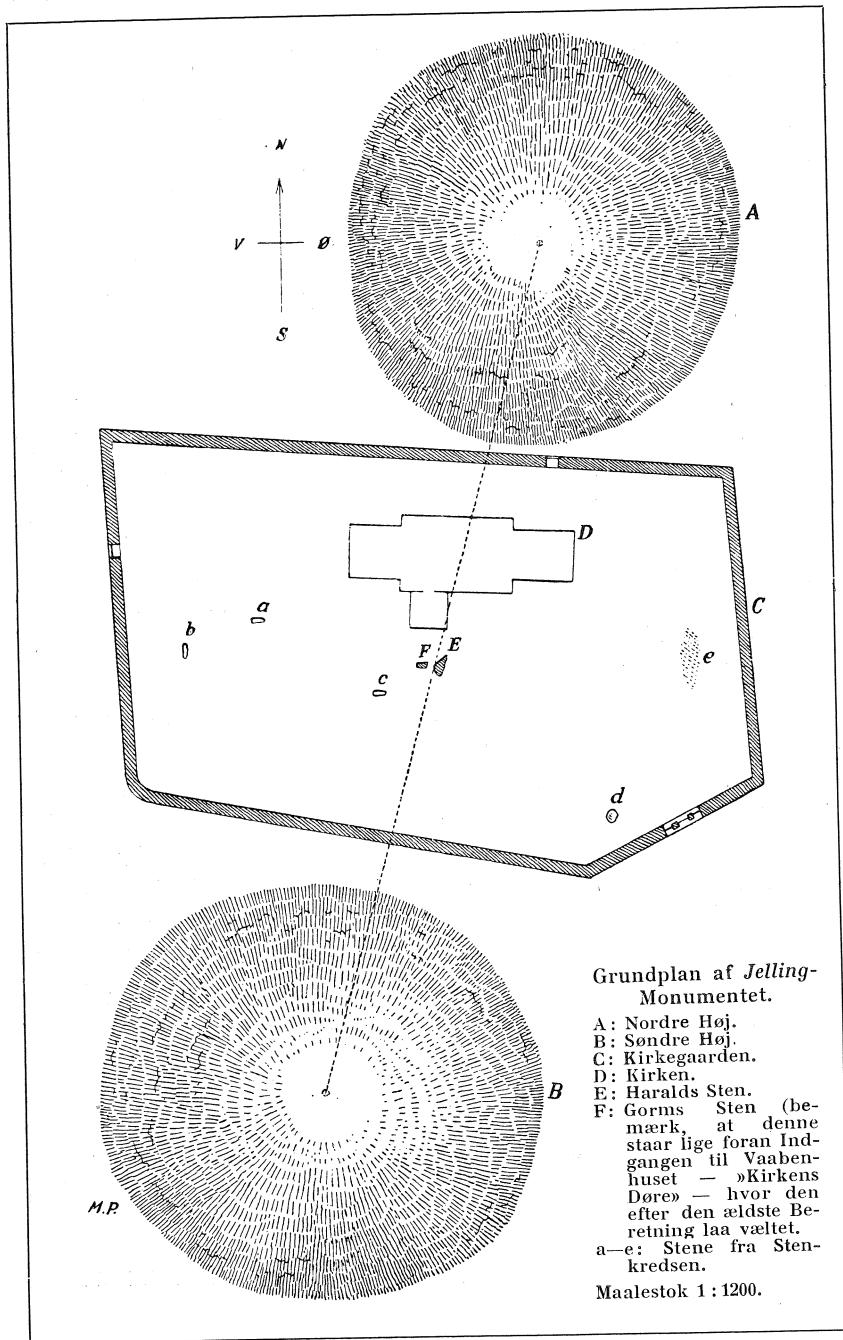 N
A
V Ø
S
D
a
C
b
F E
e
c
d
B
M.P.
Grundplan af Jelling-
Monumentet.
A: Nordre Høj.
B: Søndre Høj.
C: Kirkegaarden.
D: Kirken.
E: Haralds Sten.
F: Gorms Sten (be-
mærk, at denne
staar lige foran Ind-
gangen til Vaaben-
huset — »Kirkens
Døre» — hvor den
efter den ældste Be-
retning laa væltet.
a—e: Stene fra Sten-
kredsen.
Maalestok 1 : 1200.